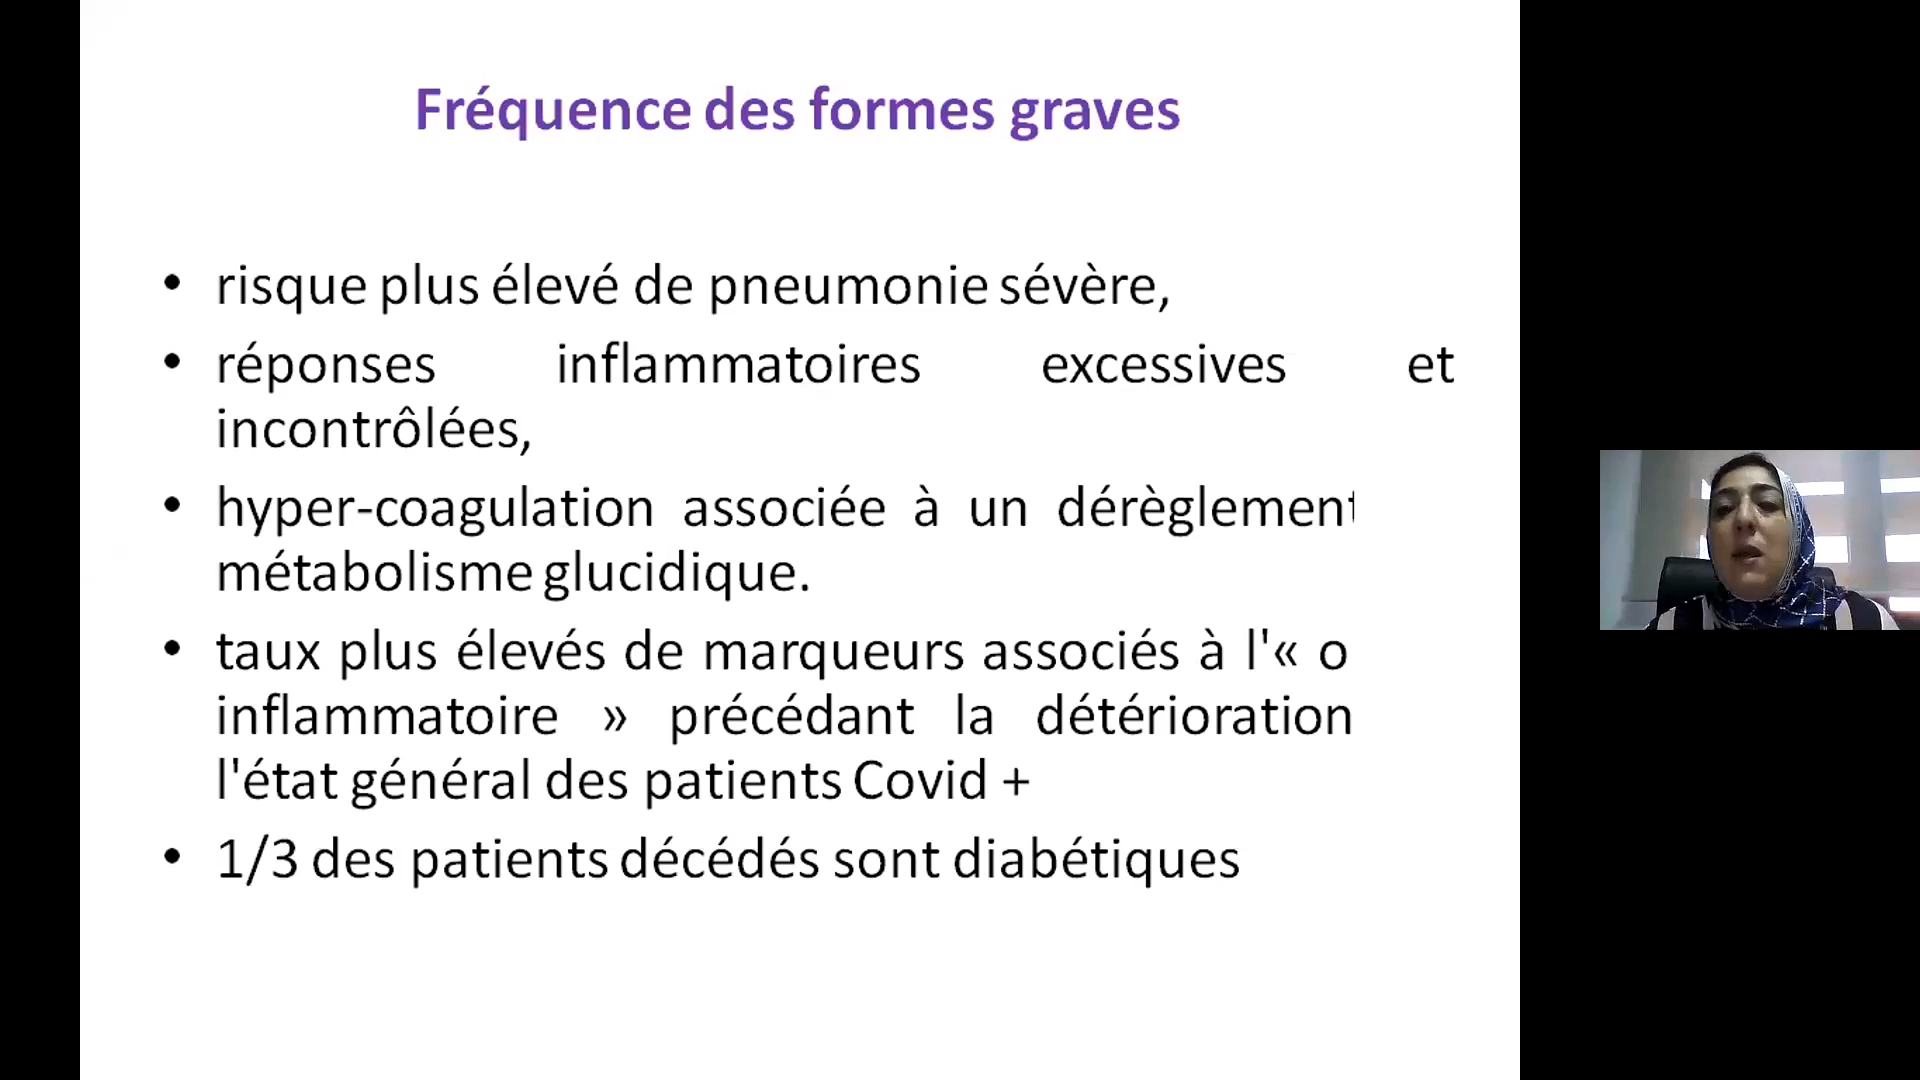 Fréquence des formes graves
• risque plus élevé de pneumonie sévère,
• réponses inflammatoires excessives et
incontrôlées,
• hyper-coagulation associée à un dérèglement
métabolisme glucidique.
• taux plus élevés de marqueurs associés à l'«
inflammatoire » précédant la détérioration
l'état général des patients Covid +
• 1/3 des patients décédés sont diabétiques